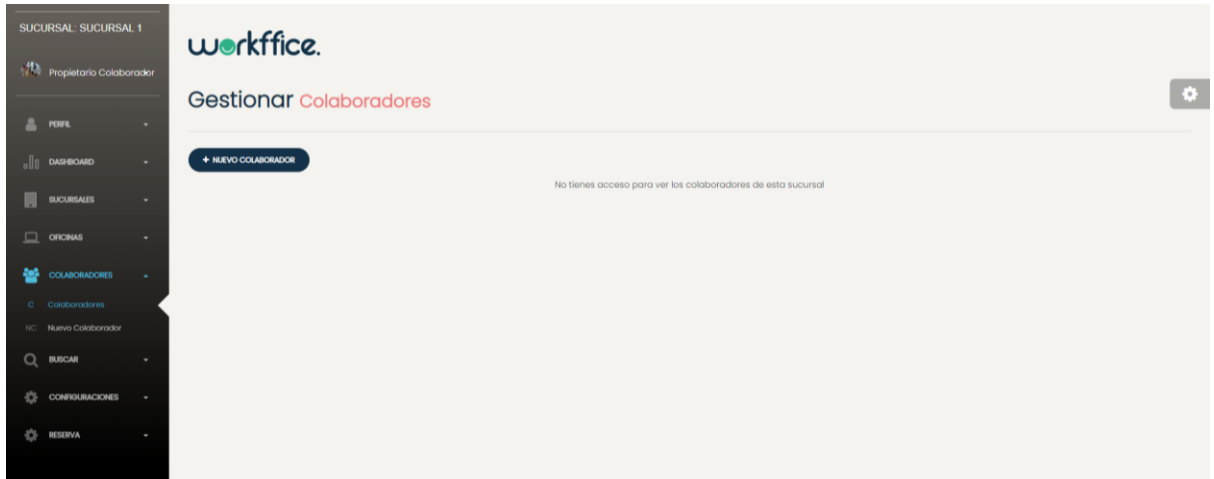 SUCURSAL: SUCURSAL 1
Propietario Colaborador
PERFIL
DASHBOARD
SUCURSALES
OFICINAS
COLABORADORES
C Colaboradores
NC Nuevo Colaborador
BUSCAR
CONFIGURACIONES
RESERVA
workffice.
Gestionar Colaboradores
+ NUEVO COLABORADOR
No tienes acceso para ver los colaboradores de esta sucursal